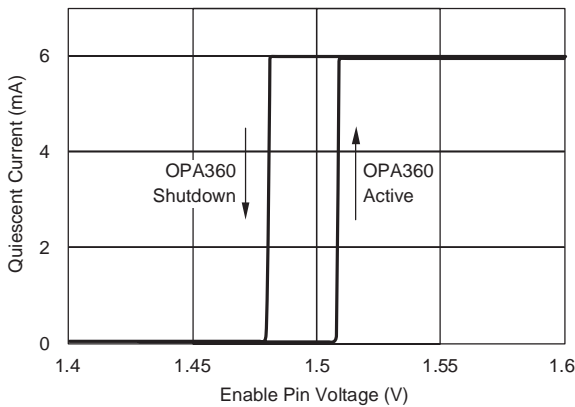 Quiescent Current (mA)
6
4
2
0
OPA360
Shutdown
OPA360
Active
1.4
1.45
1.5
1.55
1.6
Enable Pin Voltage (V)